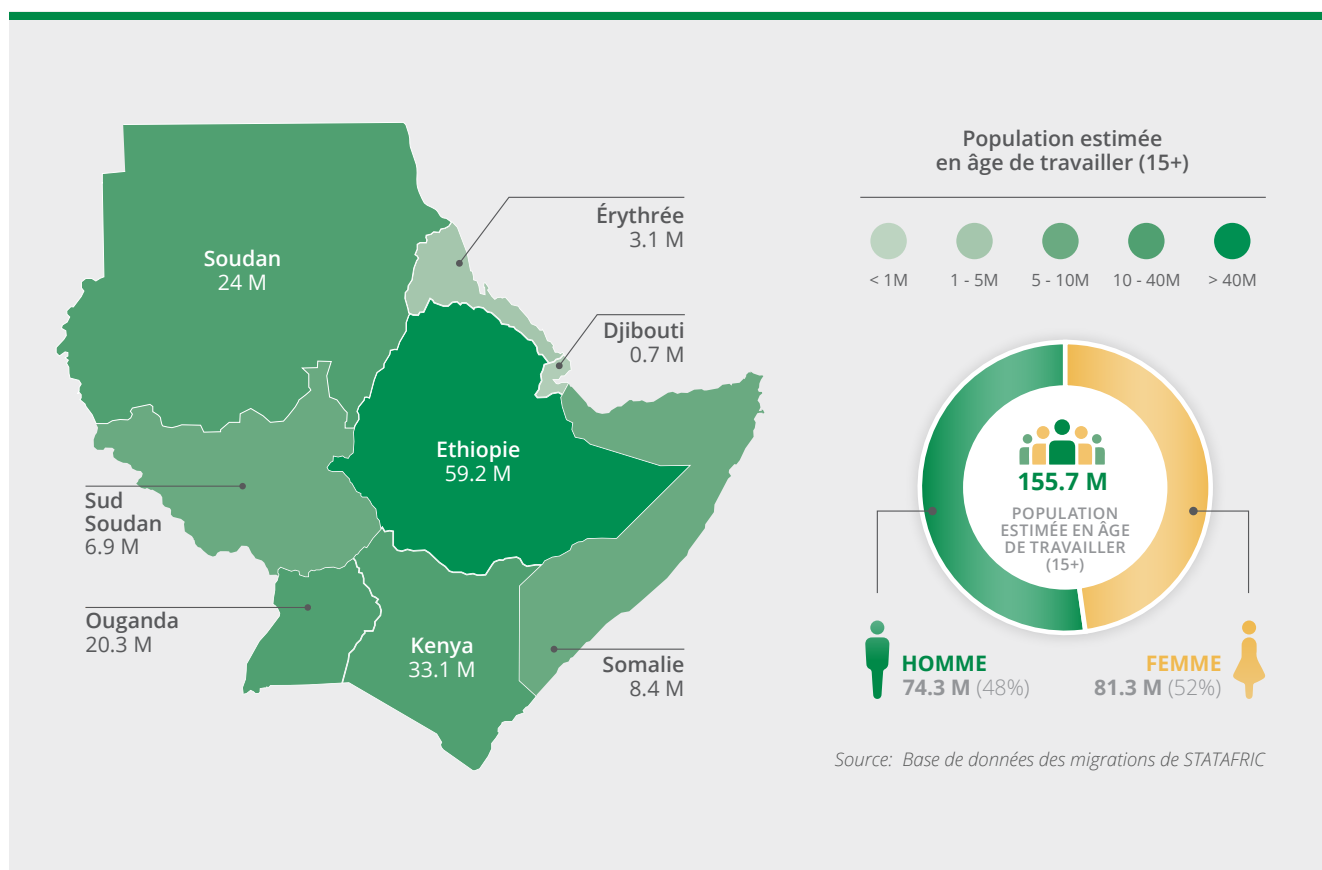 Soudan
24 M
Érythrée
3.1 M
Djibouti
0.7 M
Ethiopie
59.2 M
Sud
Soudan
6.9 M
Ouganda
20.3 M
Kenya
33.1 M
Somalie
8.4 M
Population estimée
en âge de travailler (15+)
< 1M
1 - 5M
5 - 10M
10 - 40M
> 40M
155.7 M
POPULATION
ESTIMÉE EN ÂGE
DE TRAVAILLER
(15+)
HOMME
74.3 M (48%)
FEMME
81.3 M (52%)
Source: Base de données des migrations de STATAFRIC